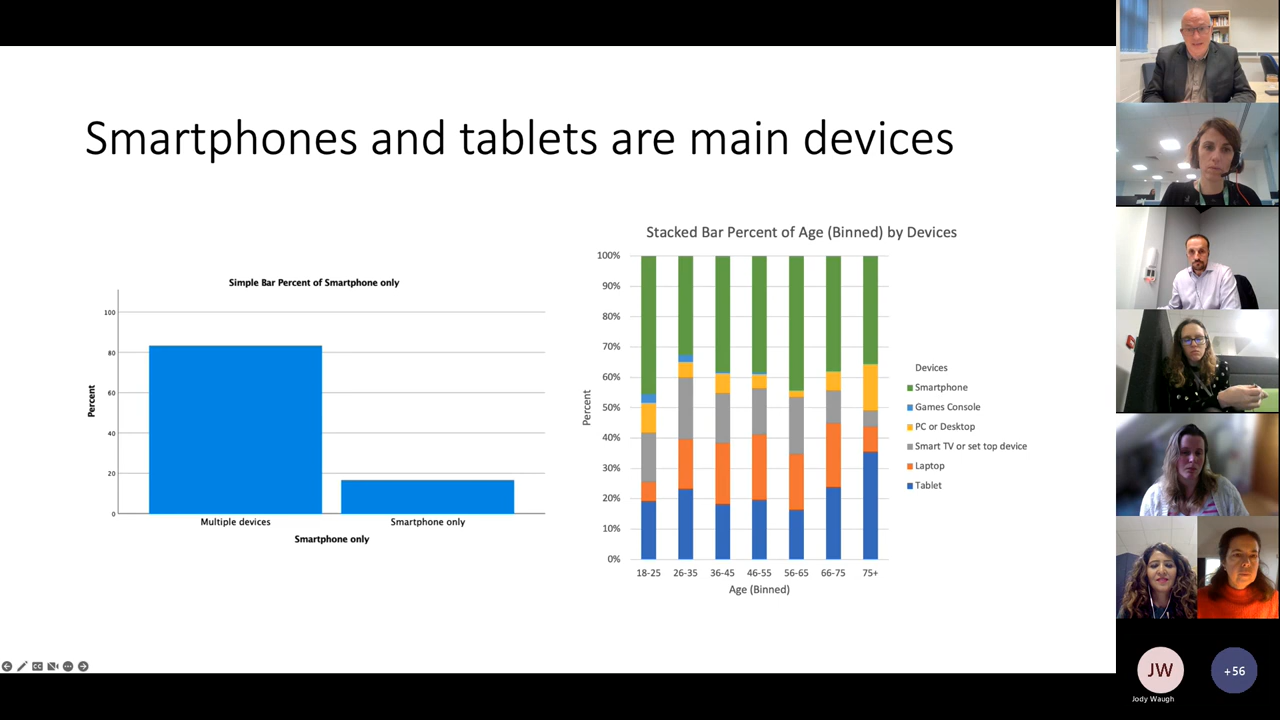 Smartphones and tablets are main devices
Simple Bar Percent of Smartphone only
100
80
60
40
20
0
Percent
Multiple devices
Smartphone only
Smartphone only
Stacked Bar Percent of Age (Binned) by Devices
100%
90%
80%
70%
60%
50%
40%
30%
20%
10%
0%
Percent
18-25
26-35
36-45
46-55
56-65
66-75
75+
Age (Binned)
Devices
Smartphone
Games Console
PC or Desktop
Smart TV or set top device
Laptop
Tablet
JW
Jody Waugh
+56